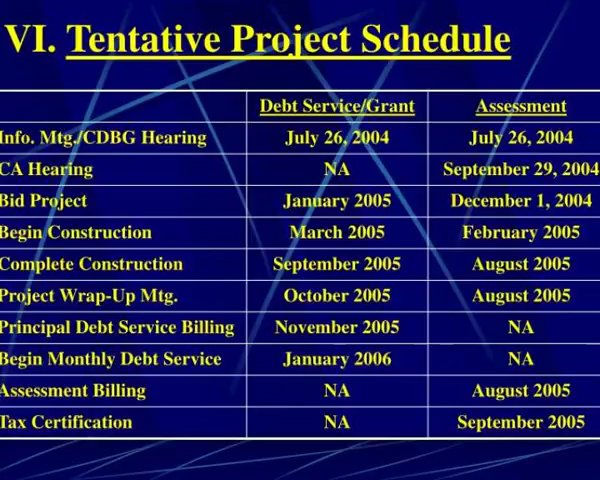 VI. Tentative Project Schedule
Debt Service/Grant Assessment
Info. Mtg./CDBG Hearing July 26, 2004 July 26, 2004
CA Hearing NA September 29, 2004
Bid Project January 2005 December 1, 2004
Begin Construction March 2005 February 2005
Complete Construction September 2005 August 2005
Project Wrap-Up Mtg. October 2005 August 2005
Principal Debt Service Billing November 2005 NA
Begin Monthly Debt Service January 2006 NA
Assessment Billing NA August 2005
Tax Certification NA September 2005